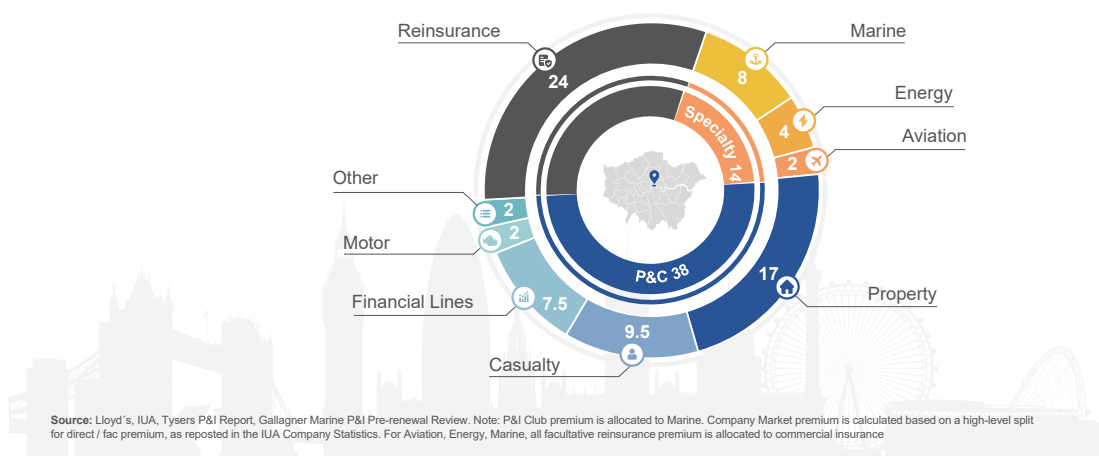 Reinsurance
24
Marine
8
Energy
4
Aviation
2
Specialty 14
Other
2
Motor
2
P&C 38
17
Property
Financial Lines
7.5
9.5
Casualty
Source: Lloyd´s, IUA, Tysers P&I Report, Gallagner Marine P&I Pre-renewal Review. Note: P&I Club premium is allocated to Marine. Company Market premium is calculated based on a high-level split
for direct / fac premium, as reposted in the IUA Company Statistics. For Aviation, Energy, Marine, all facultative reinsurance premium is allocated to commercial insurance